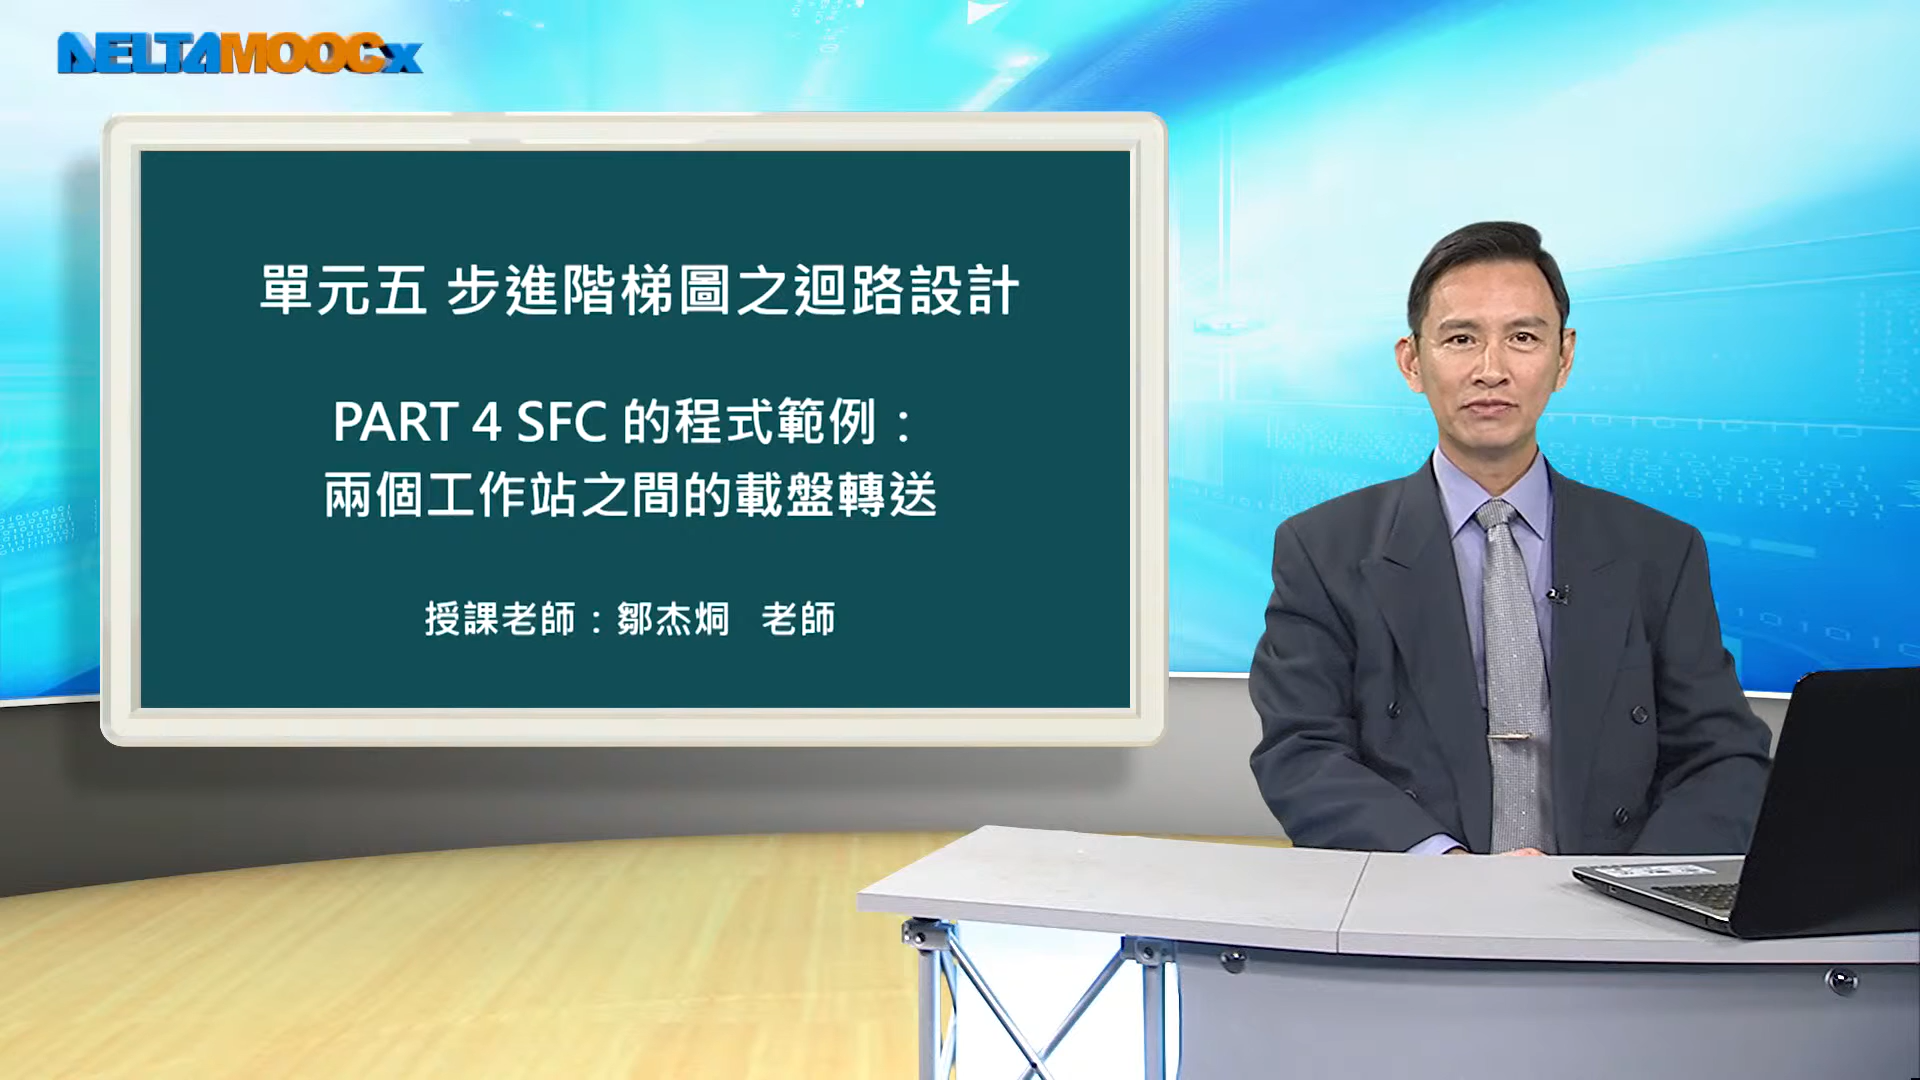 DELTAMOOCx
單元五 步進階梯圖之迴路設計
PART 4 SFC 的程式範例：
兩個工作站之間的載盤轉送
授課老師：鄒杰烔 老師